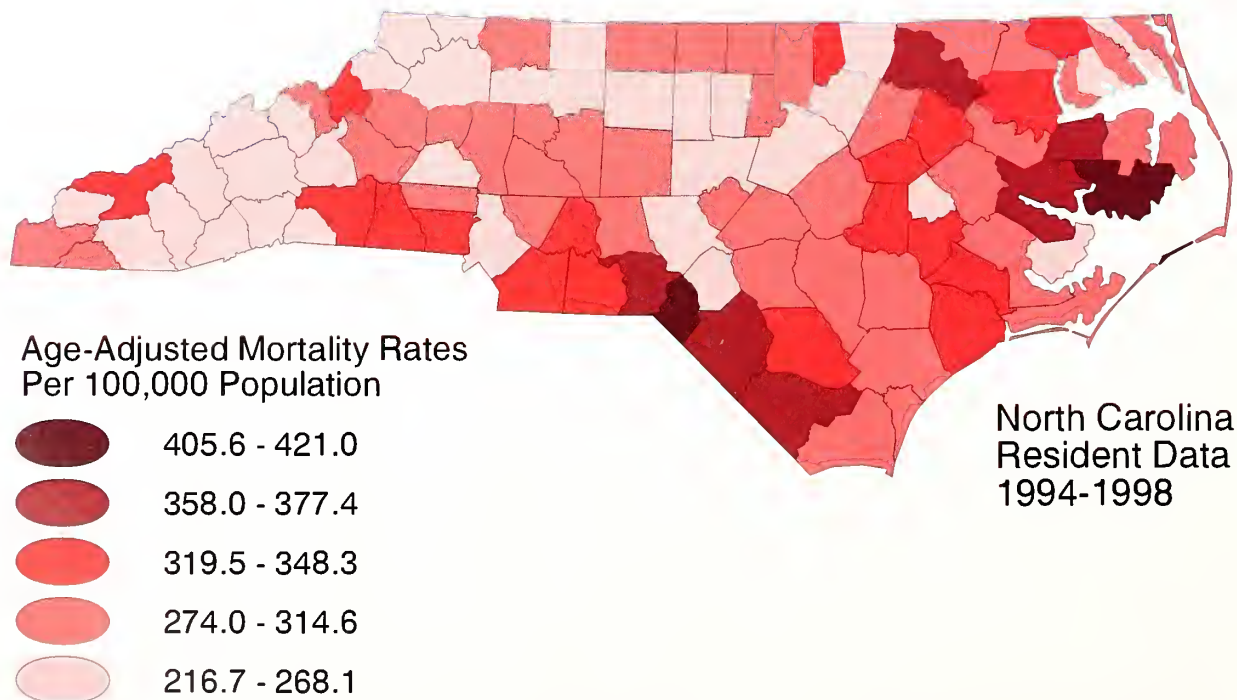 Age-Adjusted Mortality Rates
Per 100,000 Population
405.6 - 421.0
358.0 - 377.4
319.5 - 348.3
274.0 - 314.6
216.7 - 268.1
North Carolina
Resident Data
1994-1998